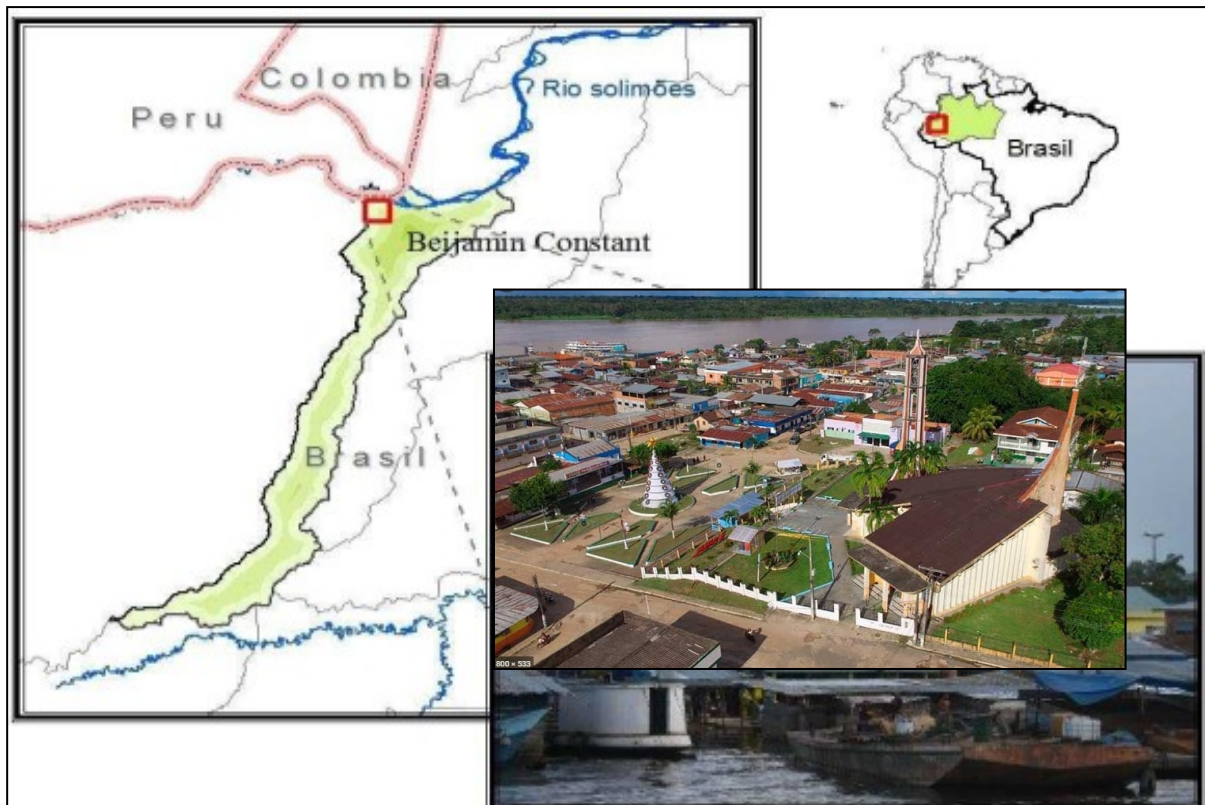 Colombia
Peru
Rio solimões
Beijamin Constant
Brasil
Brasil
800 × 533